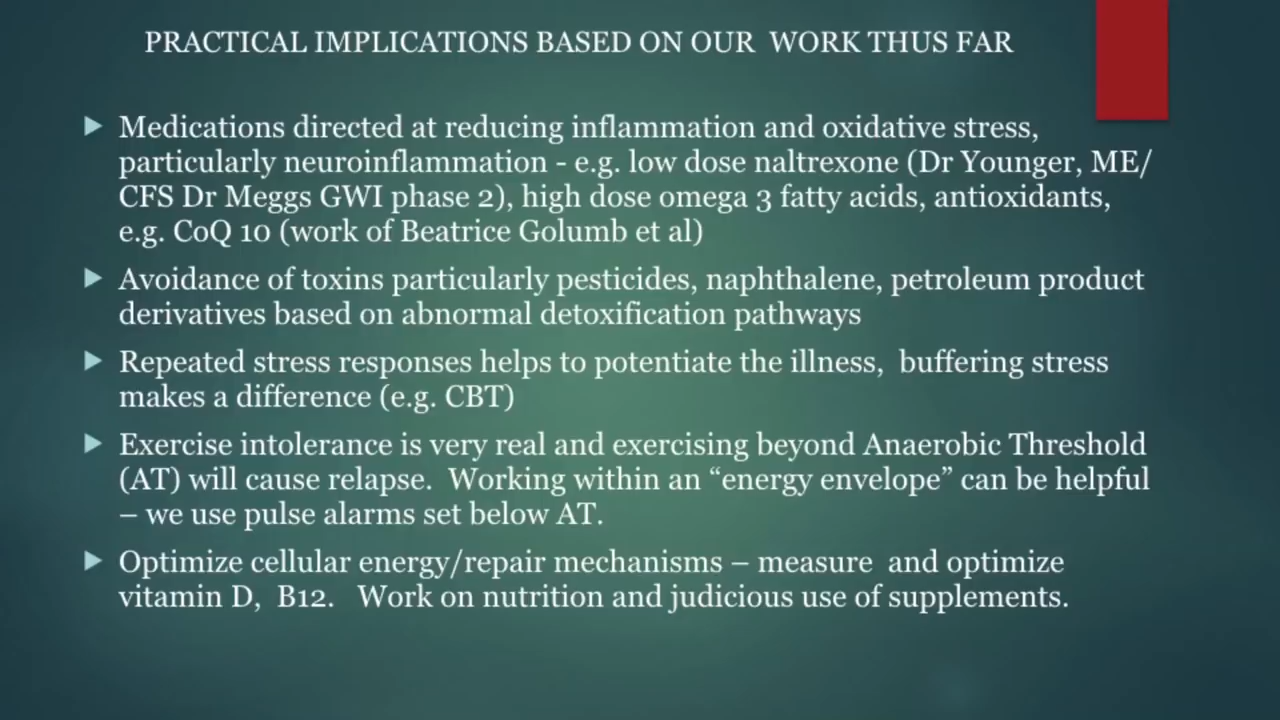 PRACTICAL IMPLICATIONS BASED ON OUR  WORK THUS FAR
Medications directed at reducing inflammation and oxidative stress,
particularly neuroinflammation - e.g. low dose naltrexone (Dr Younger, ME/
CFS Dr Meggs GWI phase 2), high dose omega 3 fatty acids, antioxidants,
e.g. CoQ 10 (work of Beatrice Golumb et al)
Avoidance of toxins particularly pesticides, naphthalene, petroleum product
derivatives based on abnormal detoxification pathways
Repeated stress responses helps to potentiate the illness,  buffering stress
makes a difference (e.g. CBT)
Exercise intolerance is very real and exercising beyond Anaerobic Threshold
(AT) will cause relapse.  Working within an “energy envelope” can be helpful
– we use pulse alarms set below AT.
Optimize cellular energy/repair mechanisms – measure  and optimize
vitamin D,  B12.   Work on nutrition and judicious use of supplements.